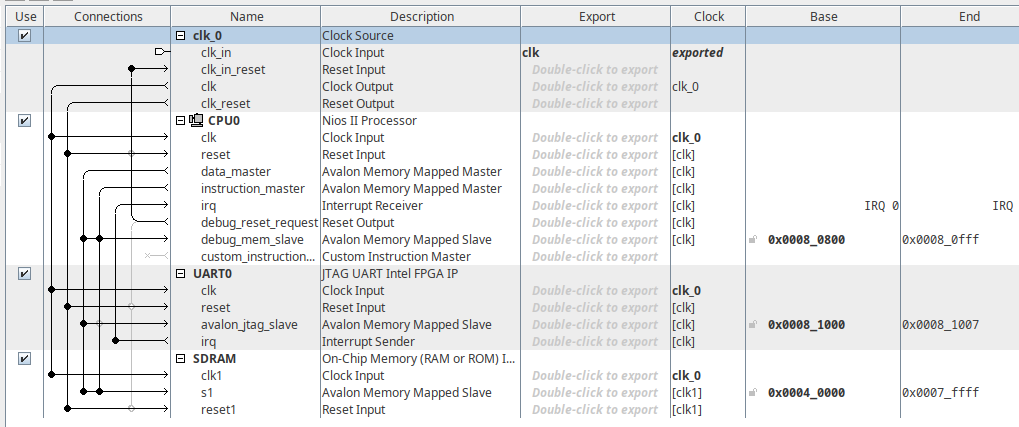 Use Connections Name Description Export Clock Base End
clk_0 Clock Source
clk_in Clock Input clk exported
clk_in_reset Reset Input Double-click to export
clk Clock Output Double-click to export clk_0
clk_reset Reset Output Double-click to export
CPU0 Nios II Processor
clk Clock Input Double-click to export clk_0
reset Reset Input Double-click to export [clk]
data_master Avalon Memory Mapped Master Double-click to export [clk]
instruction_master Avalon Memory Mapped Master Double-click to export [clk]
irq Interrupt Receiver Double-click to export [clk] IRQ 0 IRQ
debug_reset_request Reset Output Double-click to export [clk]
debug_mem_slave Avalon Memory Mapped Slave Double-click to export [clk] 0x0008_0800 0x0008_0fff
custom_instruction... Custom Instruction Master Double-click to export
UART0 JTAG UART Intel FPGA IP
clk Clock Input Double-click to export clk_0
reset Reset Input Double-click to export [clk]
avalon_jtag_slave Avalon Memory Mapped Slave Double-click to export [clk] 0x0008_1000 0x0008_1007
irq Interrupt Sender Double-click to export [clk]
SDRAM On-Chip Memory (RAM or ROM) I...
clk1 Clock Input Double-click to export clk_0
s1 Avalon Memory Mapped Slave Double-click to export [clk1] 0x0004_0000 0x0007_ffff
reset1 Reset Input Double-click to export [clk1]